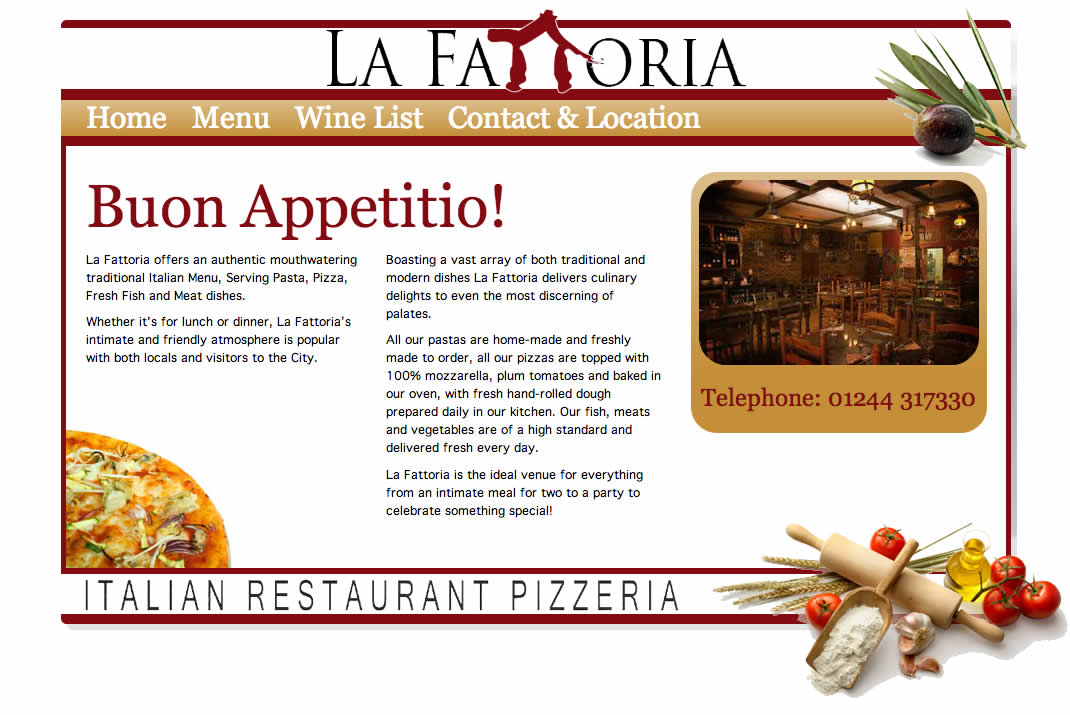 LA FATTORIA
Home Menu Wine List Contact & Location
Buon Appetitio!
La Fattoria offers an authentic mouthwatering
traditional Italian Menu, Serving Pasta, Pizza,
Fresh Fish and Meat dishes.
Whether it's for lunch or dinner, La Fattoria's
intimate and friendly atmosphere is popular
with both locals and visitors to the City.
Boasting a vast array of both traditional and
modern dishes La Fattoria delivers culinary
delights to even the most discerning of
palates.
All our pastas are home-made and freshly
made to order, all our pizzas are topped with
100% mozzarella, plum tomatoes and baked in
our oven, with fresh hand-rolled dough
prepared daily in our kitchen. Our fish, meats
and vegetables are of a high standard and
delivered fresh every day.
La Fattoria is the ideal venue for everything
from an intimate meal for two to a party to
celebrate something special!
Telephone: 01244 317330
ITALIAN RESTAURANT PIZZERIA